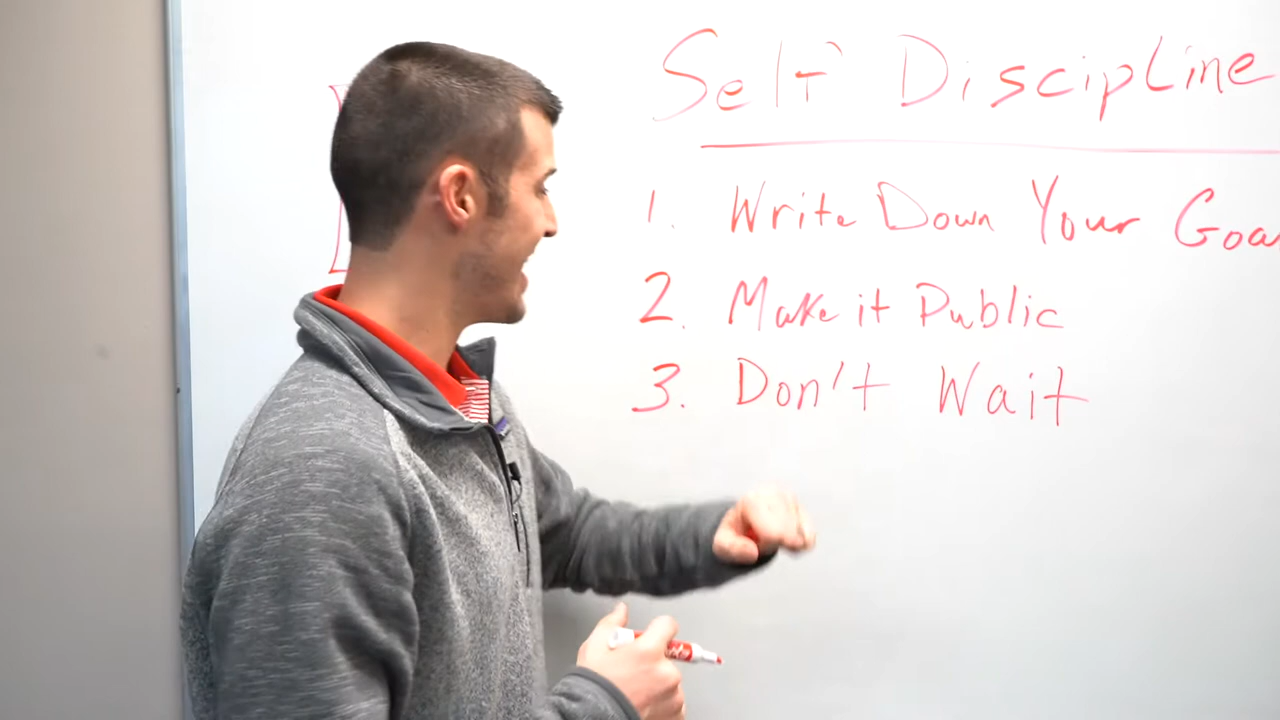 Self Discipline
1. Write Down Your Goa
2. Make it Public
3. Don't Wait